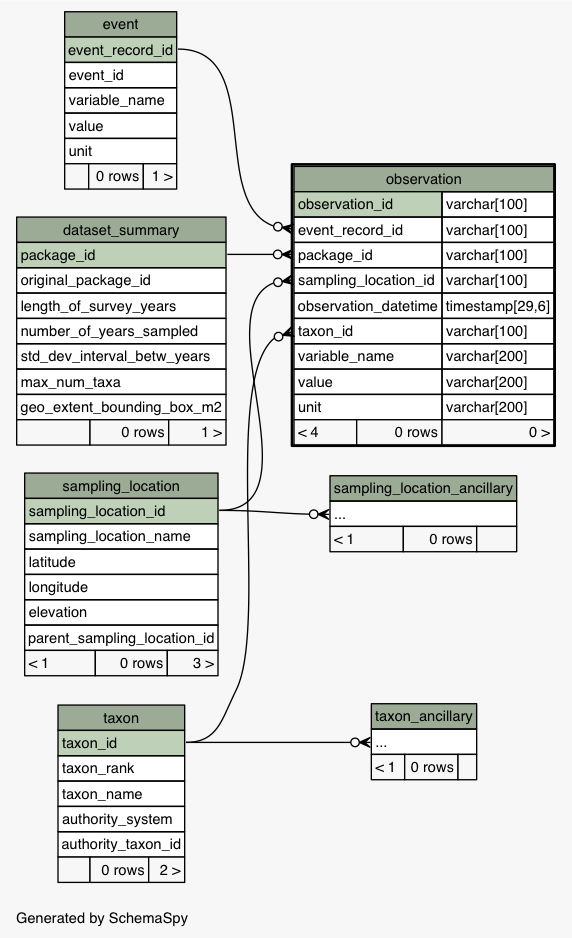 event
event_record_id
event_id
variable_name
value
unit
0 rows 1 >
observation
observation_id varchar[100]
event_record_id varchar[100]
package_id varchar[100]
sampling_location_id varchar[100]
observation_datetime timestamp[29,6]
taxon_id varchar[100]
variable_name varchar[200]
value varchar[200]
unit varchar[200]
< 4 0 rows 0 >
dataset_summary
package_id
original_package_id
length_of_survey_years
number_of_years_sampled
std_dev_interval_betw_years
max_num_taxa
geo_extent_bounding_box_m2
0 rows 1 >
sampling_location
sampling_location_id
sampling_location_name
latitude
longitude
elevation
parent_sampling_location_id
< 1 0 rows 3 >
sampling_location_ancillary
...
< 1 0 rows
taxon
taxon_id
taxon_rank
taxon_name
authority_system
authority_taxon_id
0 rows 2 >
taxon_ancillary
...
< 1 0 rows
Generated by SchemaSpy